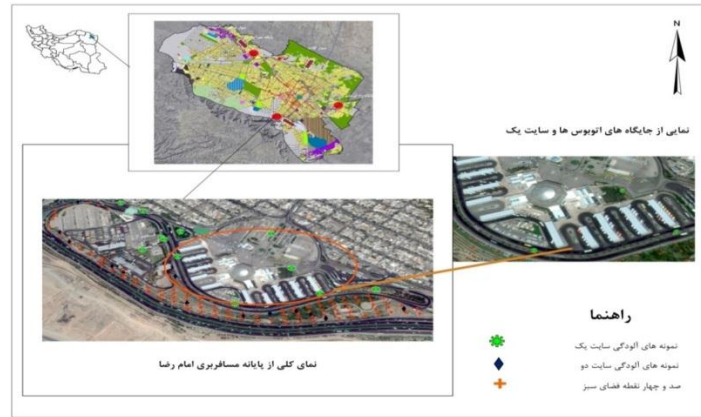 N
نمایی از جایگاه های اتوبوس ها و سایت یک
نمای کلی از پایانه مسافربری امام رضا
راهنما
نمونه های آلودگی سایت یک
نمونه های آلودگی سایت دو
صد و چهار نقطه فضای سبز